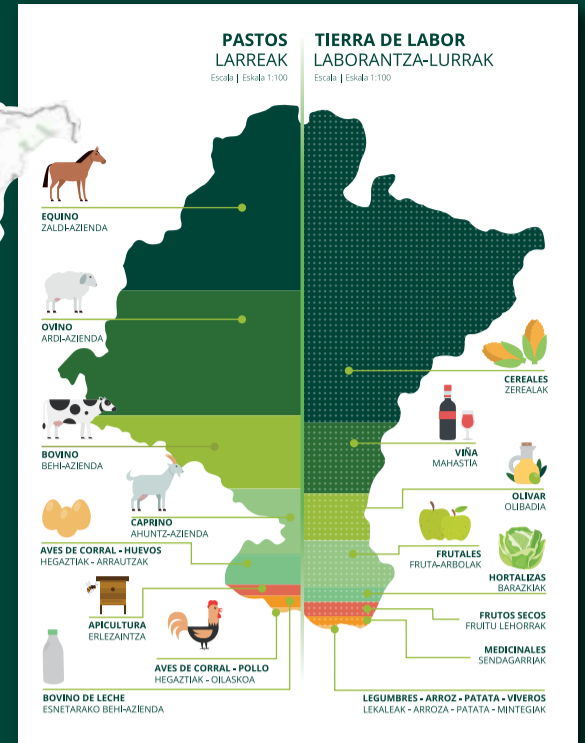 PASTOS
LARREAK
Escala | Eskala 1:100
TIERRA DE LABOR
LABORANTZA-LURRAK
Escala | Eskala 1:100
EQUINO
ZALDI-AZIENDA
OVINO
ARDI-AZIENDA
BOVINO
BEHI-AZIENDA
CAPRINO
AHUNTZ-AZIENDA
AVES DE CORRAL - HUEVOS
HEGAZTIAK - ARRAUTZAK
APICULTURA
ERLEZAINTZA
AVES DE CORRAL - POLLO
HEGAZTIAK - OILASKOA
BOVINO DE LECHE
ESNETARAKO BEHI-AZIENDA
CEREALES
ZEREALAK
VIÑA
MAHASTIA
OLIVAR
OLIBADIA
FRUTALES
FRUTA-ARBOLAK
HORTALIZAS
BARAZKIAK
FRUTOS SECOS
FRUITU LEHORRAK
MEDICINALES
SENDAGARRIAK
LEGUMBRES - ARROZ - PATATA - VIVEROS
LEKALEAK - ARROZA - PATATA - MINTEGIAK